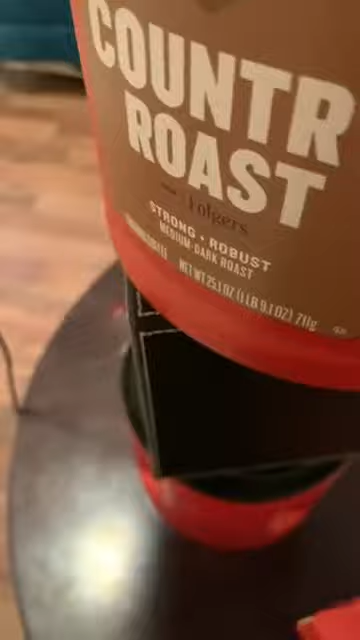 COUNTR
ROAST
Folgers
STRONG • ROBUST
MEDIUM-DARK ROAST
NET WT 25.1 OZ (1 LB 9.1 OZ) 711g